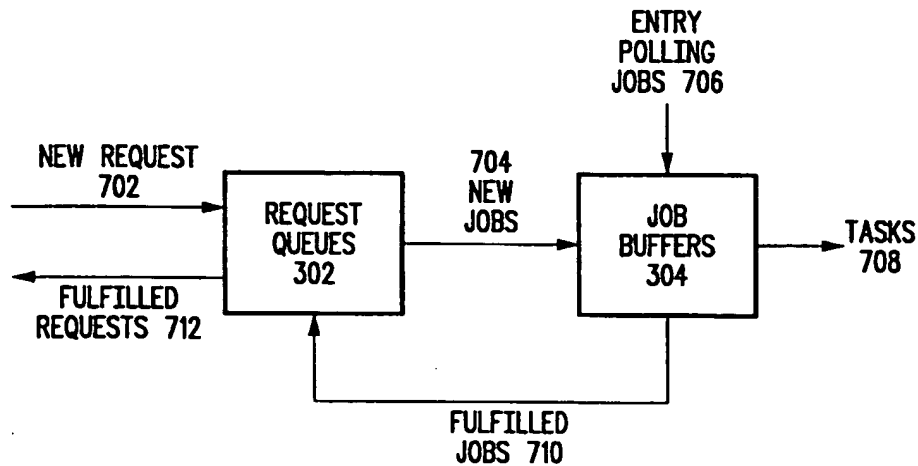 ENTRY
POLLING
JOBS 706
NEW REQUEST
702
704
NEW
JOBS
REQUEST
QUEUES
302
JOB
BUFFERS
304
TASKS
708
FULFILLED
REQUESTS 712
FULFILLED
JOBS 710